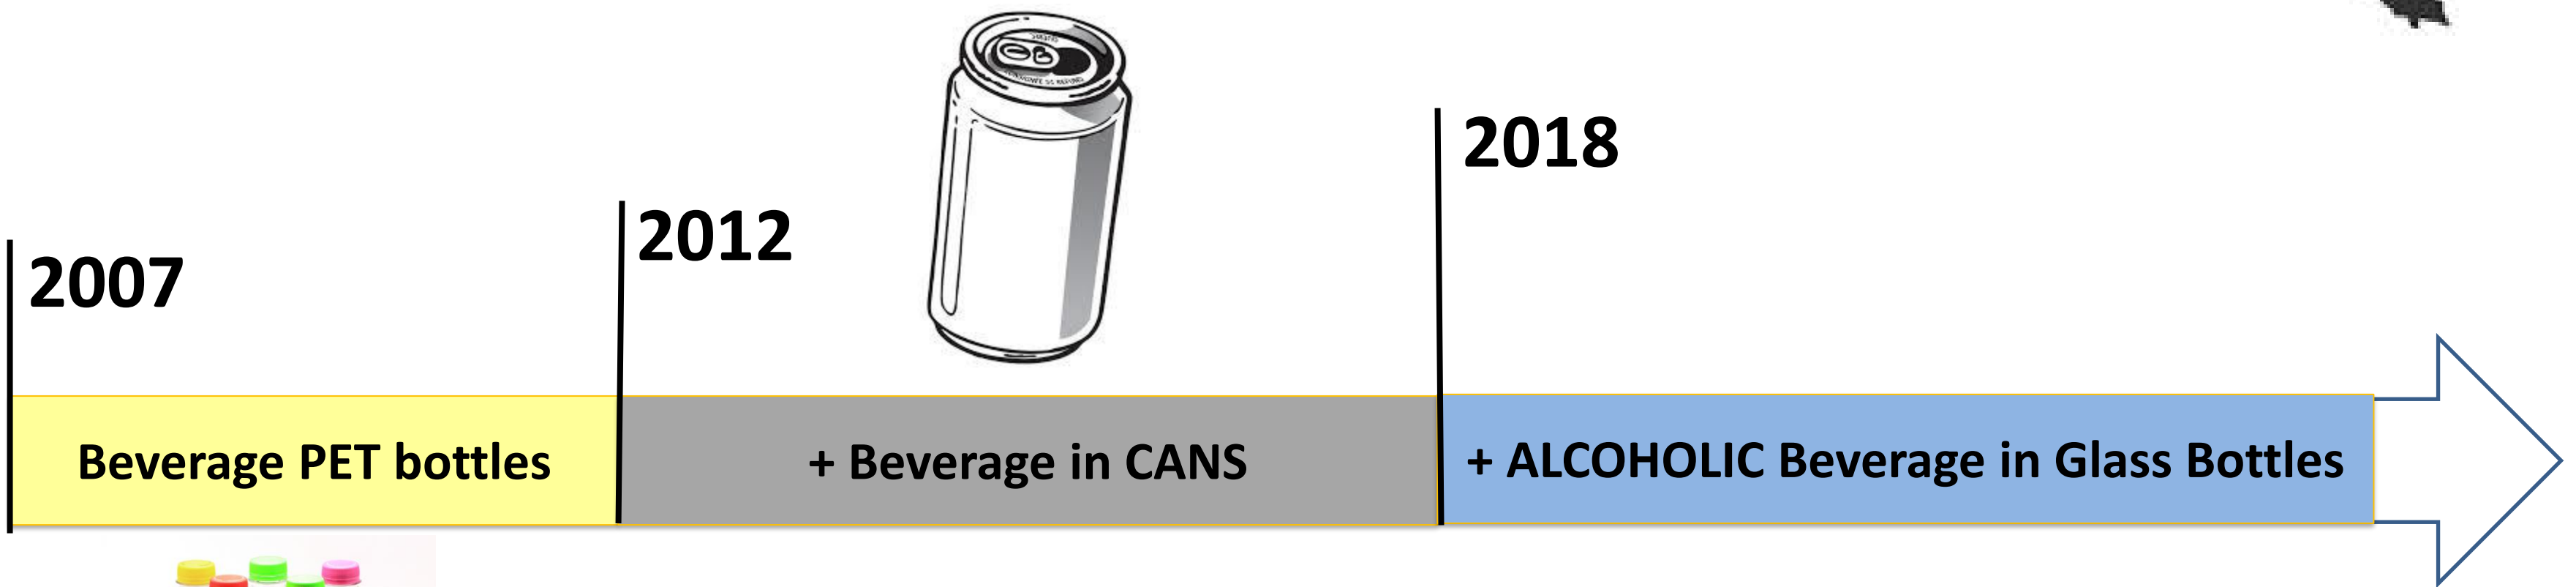 2007
2012
2018
Beverage PET bottles
+ Beverage in CANS
+ ALCOHOLIC Beverage in Glass Bottles